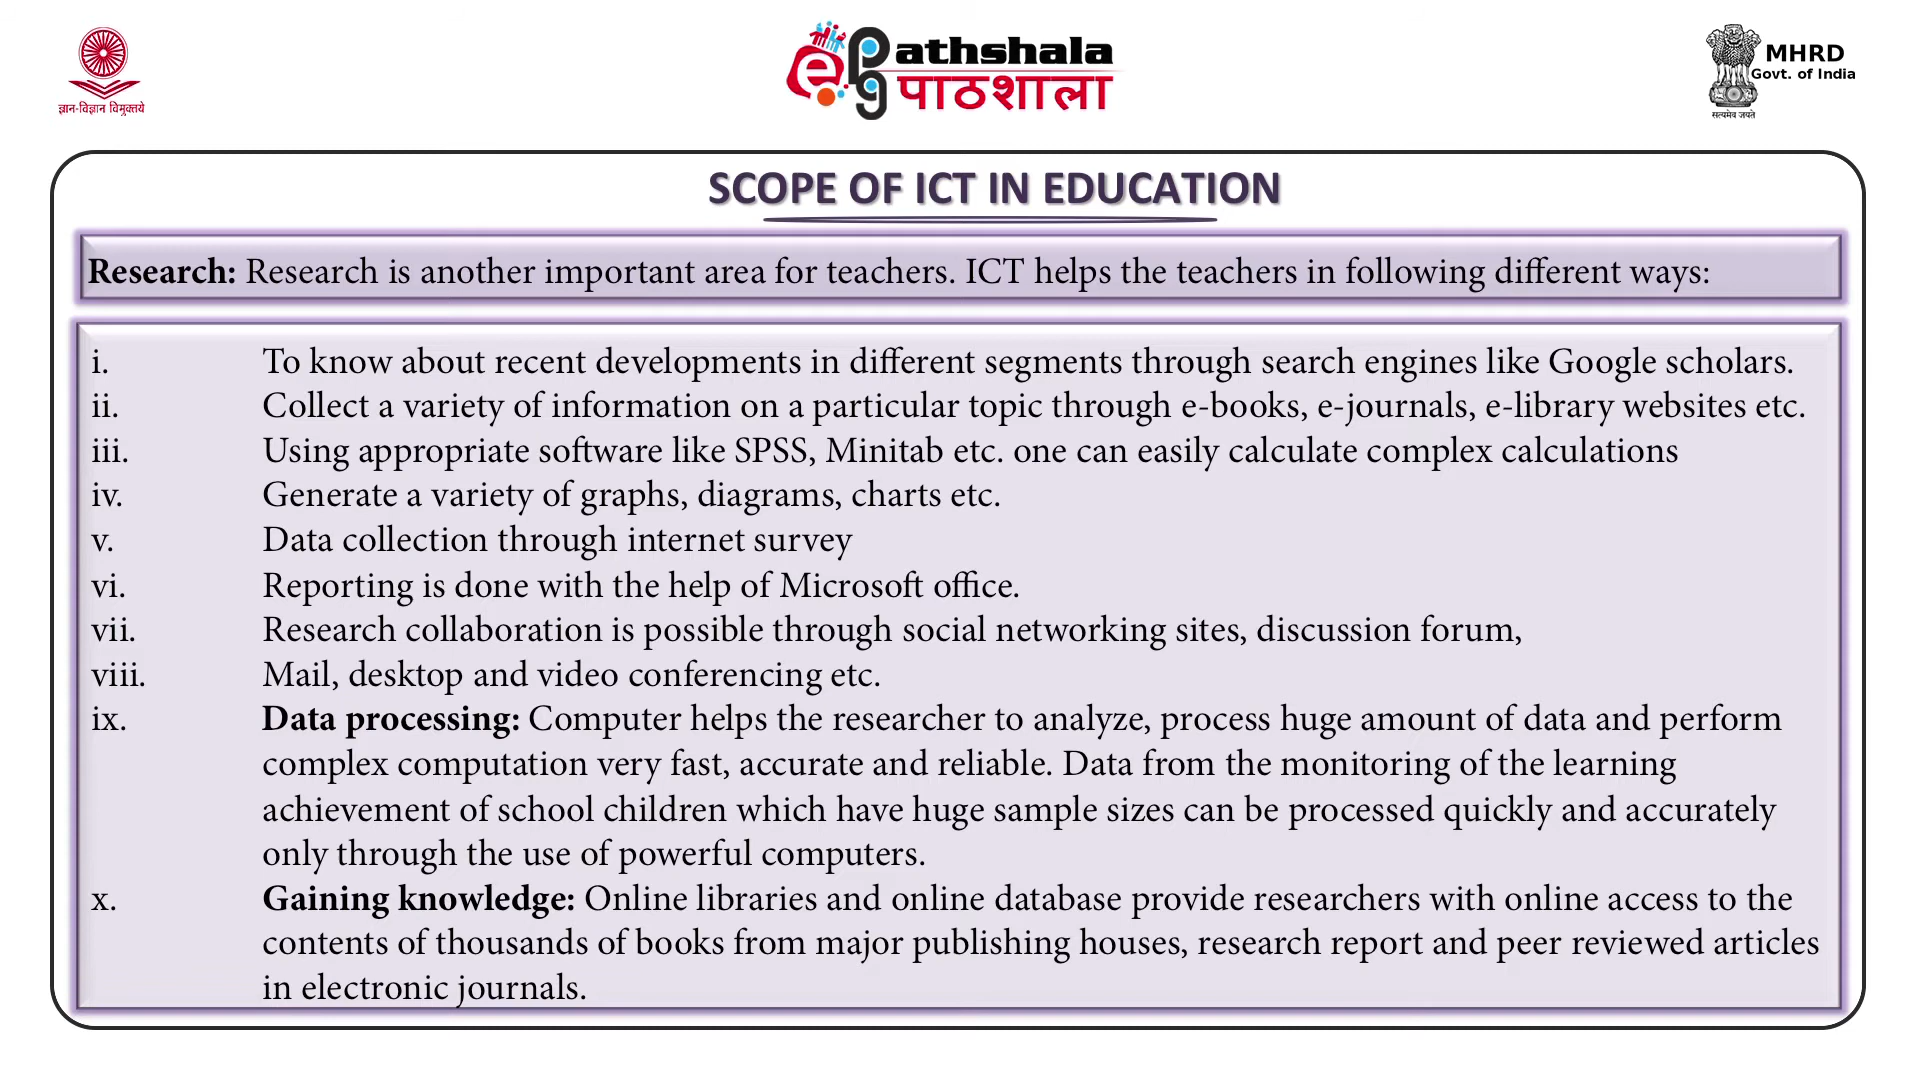 ज्ञान-विज्ञान विमुक्तये
e
pg
athshala
पाठशाला
MHRD
Govt. of India
सत्यमेव जयते
SCOPE OF ICT IN EDUCATION
Research: Research is another important area for teachers. ICT helps the teachers in following different ways:
i. To know about recent developments in different segments through search engines like Google scholars.
ii. Collect a variety of information on a particular topic through e-books, e-journals, e-library websites etc.
iii. Using appropriate software like SPSS, Minitab etc. one can easily calculate complex calculations
iv. Generate a variety of graphs, diagrams, charts etc.
v. Data collection through internet survey
vi. Reporting is done with the help of Microsoft office.
vii. Research collaboration is possible through social networking sites, discussion forum,
viii. Mail, desktop and video conferencing etc.
ix. Data processing: Computer helps the researcher to analyze, process huge amount of data and perform
complex computation very fast, accurate and reliable. Data from the monitoring of the learning
achievement of school children which have huge sample sizes can be processed quickly and accurately
only through the use of powerful computers.
x. Gaining knowledge: Online libraries and online database provide researchers with online access to the
contents of thousands of books from major publishing houses, research report and peer reviewed articles
in electronic journals.